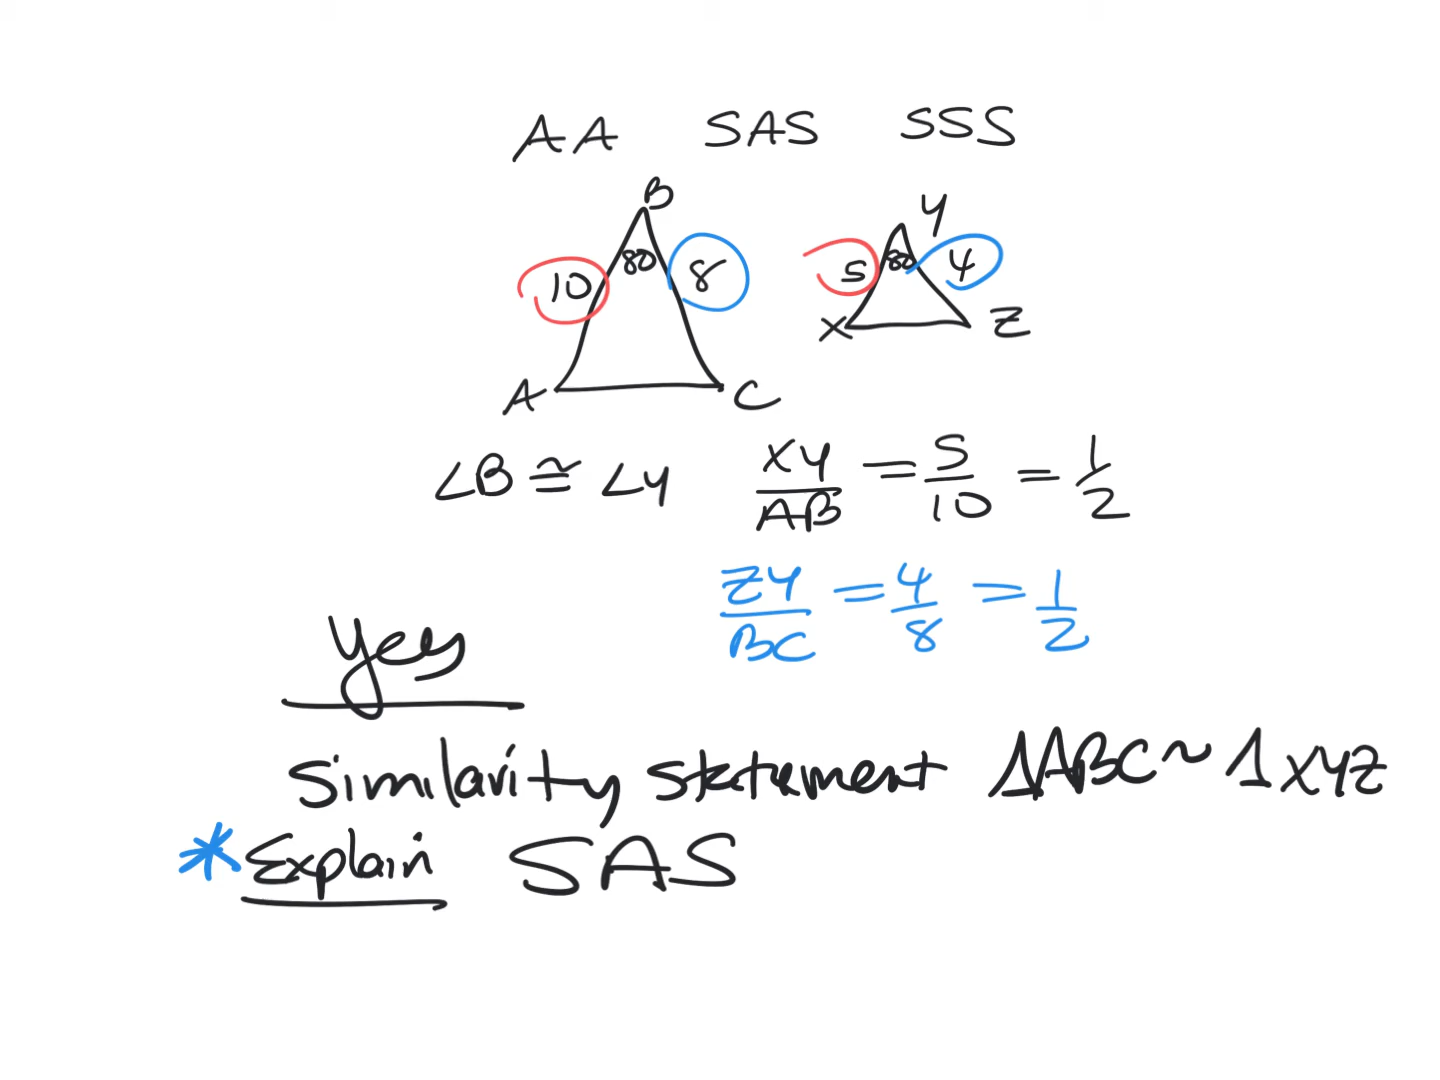 AA SAS SSS
B Y
10 80 8 5 80 4
X Z
A C
∠B ≅ ∠Y XY/AB = 5/10 = 1/2
ZY/BC = 4/8 = 1/2
yes
Similarity statement ΔABC ~ ΔXYZ
* Explain SAS